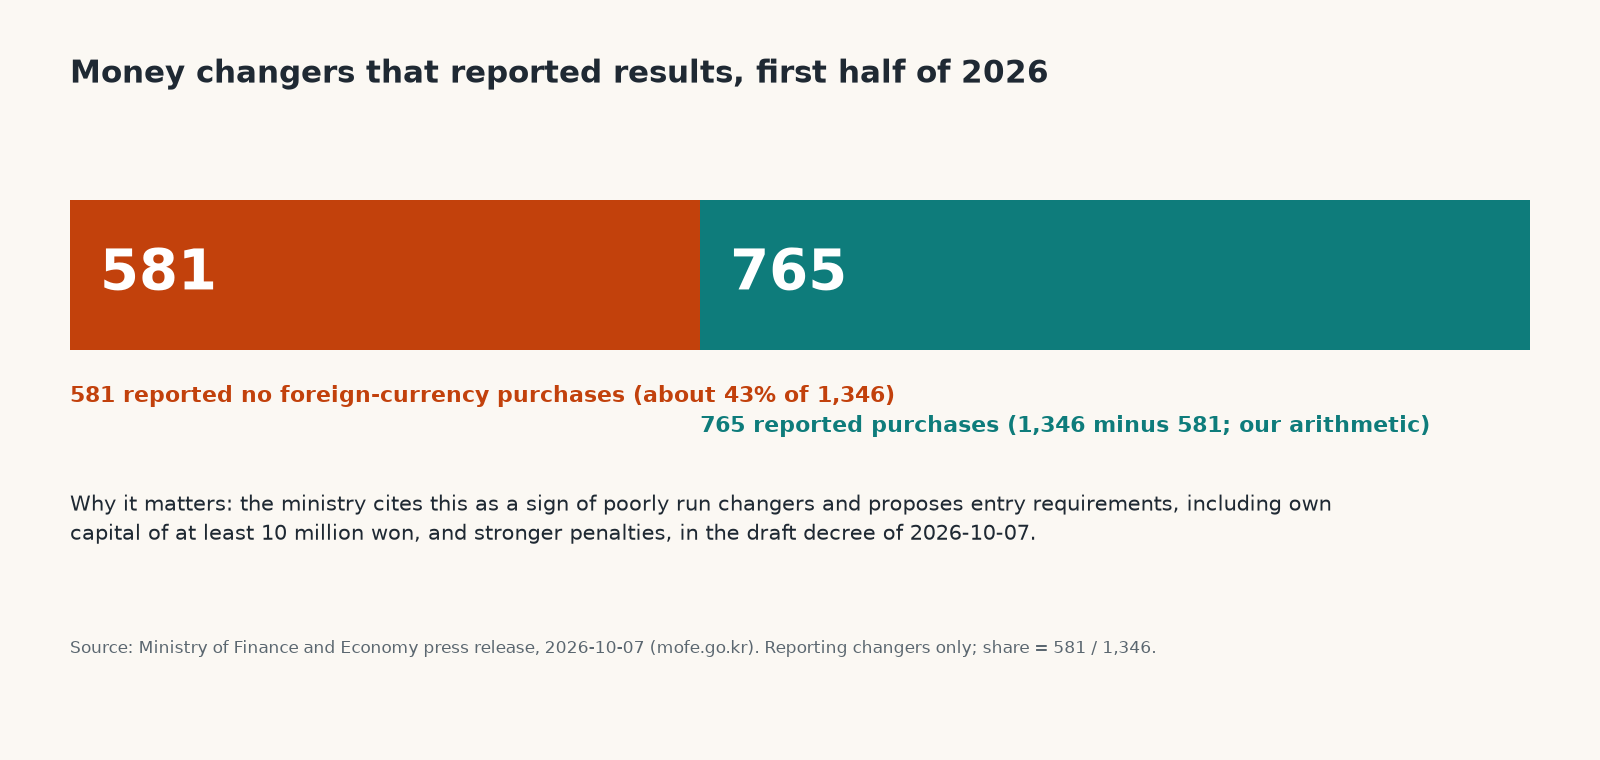 Money changers that reported results, first half of 2026
581
765
581 reported no foreign-currency purchases (about 43% of 1,346)
765 reported purchases (1,346 minus 581; our arithmetic)
Why it matters: the ministry cites this as a sign of poorly run changers and proposes entry requirements, including own
capital of at least 10 million won, and stronger penalties, in the draft decree of 2026-10-07.
Source: Ministry of Finance and Economy press release, 2026-10-07 (mofe.go.kr). Reporting changers only; share = 581 / 1,346.